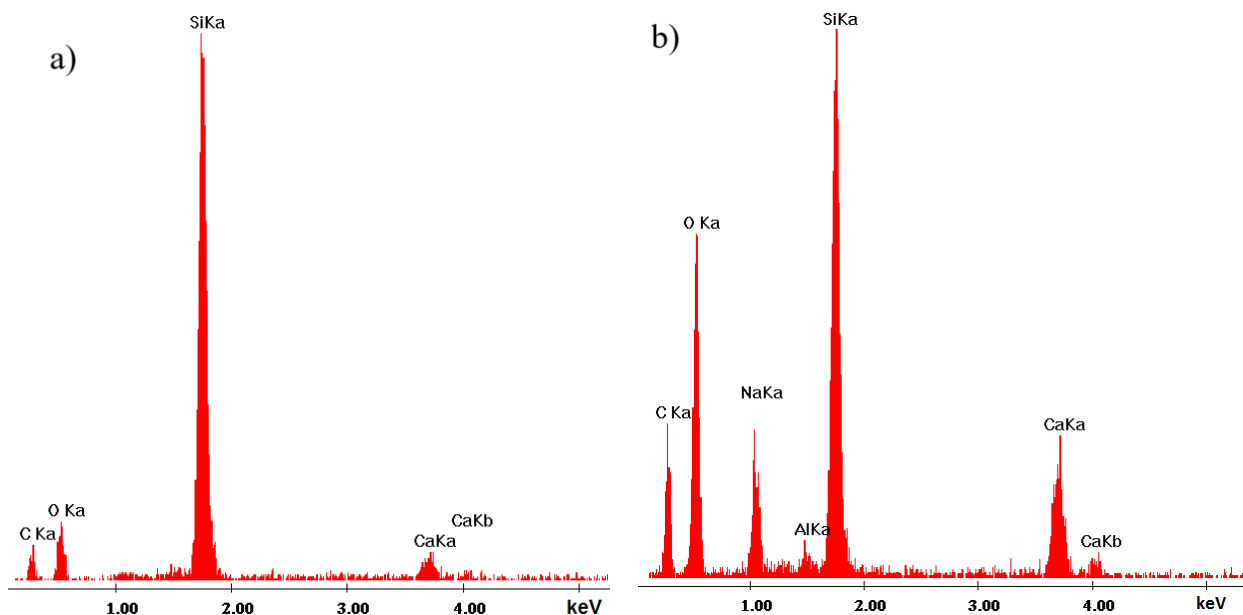 a)
SiKa
O Ka
C Ka
CaKb
CaKa
1.00 2.00 3.00 4.00 keV
b)
SiKa
O Ka
NaKa
C Ka
CaKa
AlKa
CaKb
1.00 2.00 3.00 4.00 keV